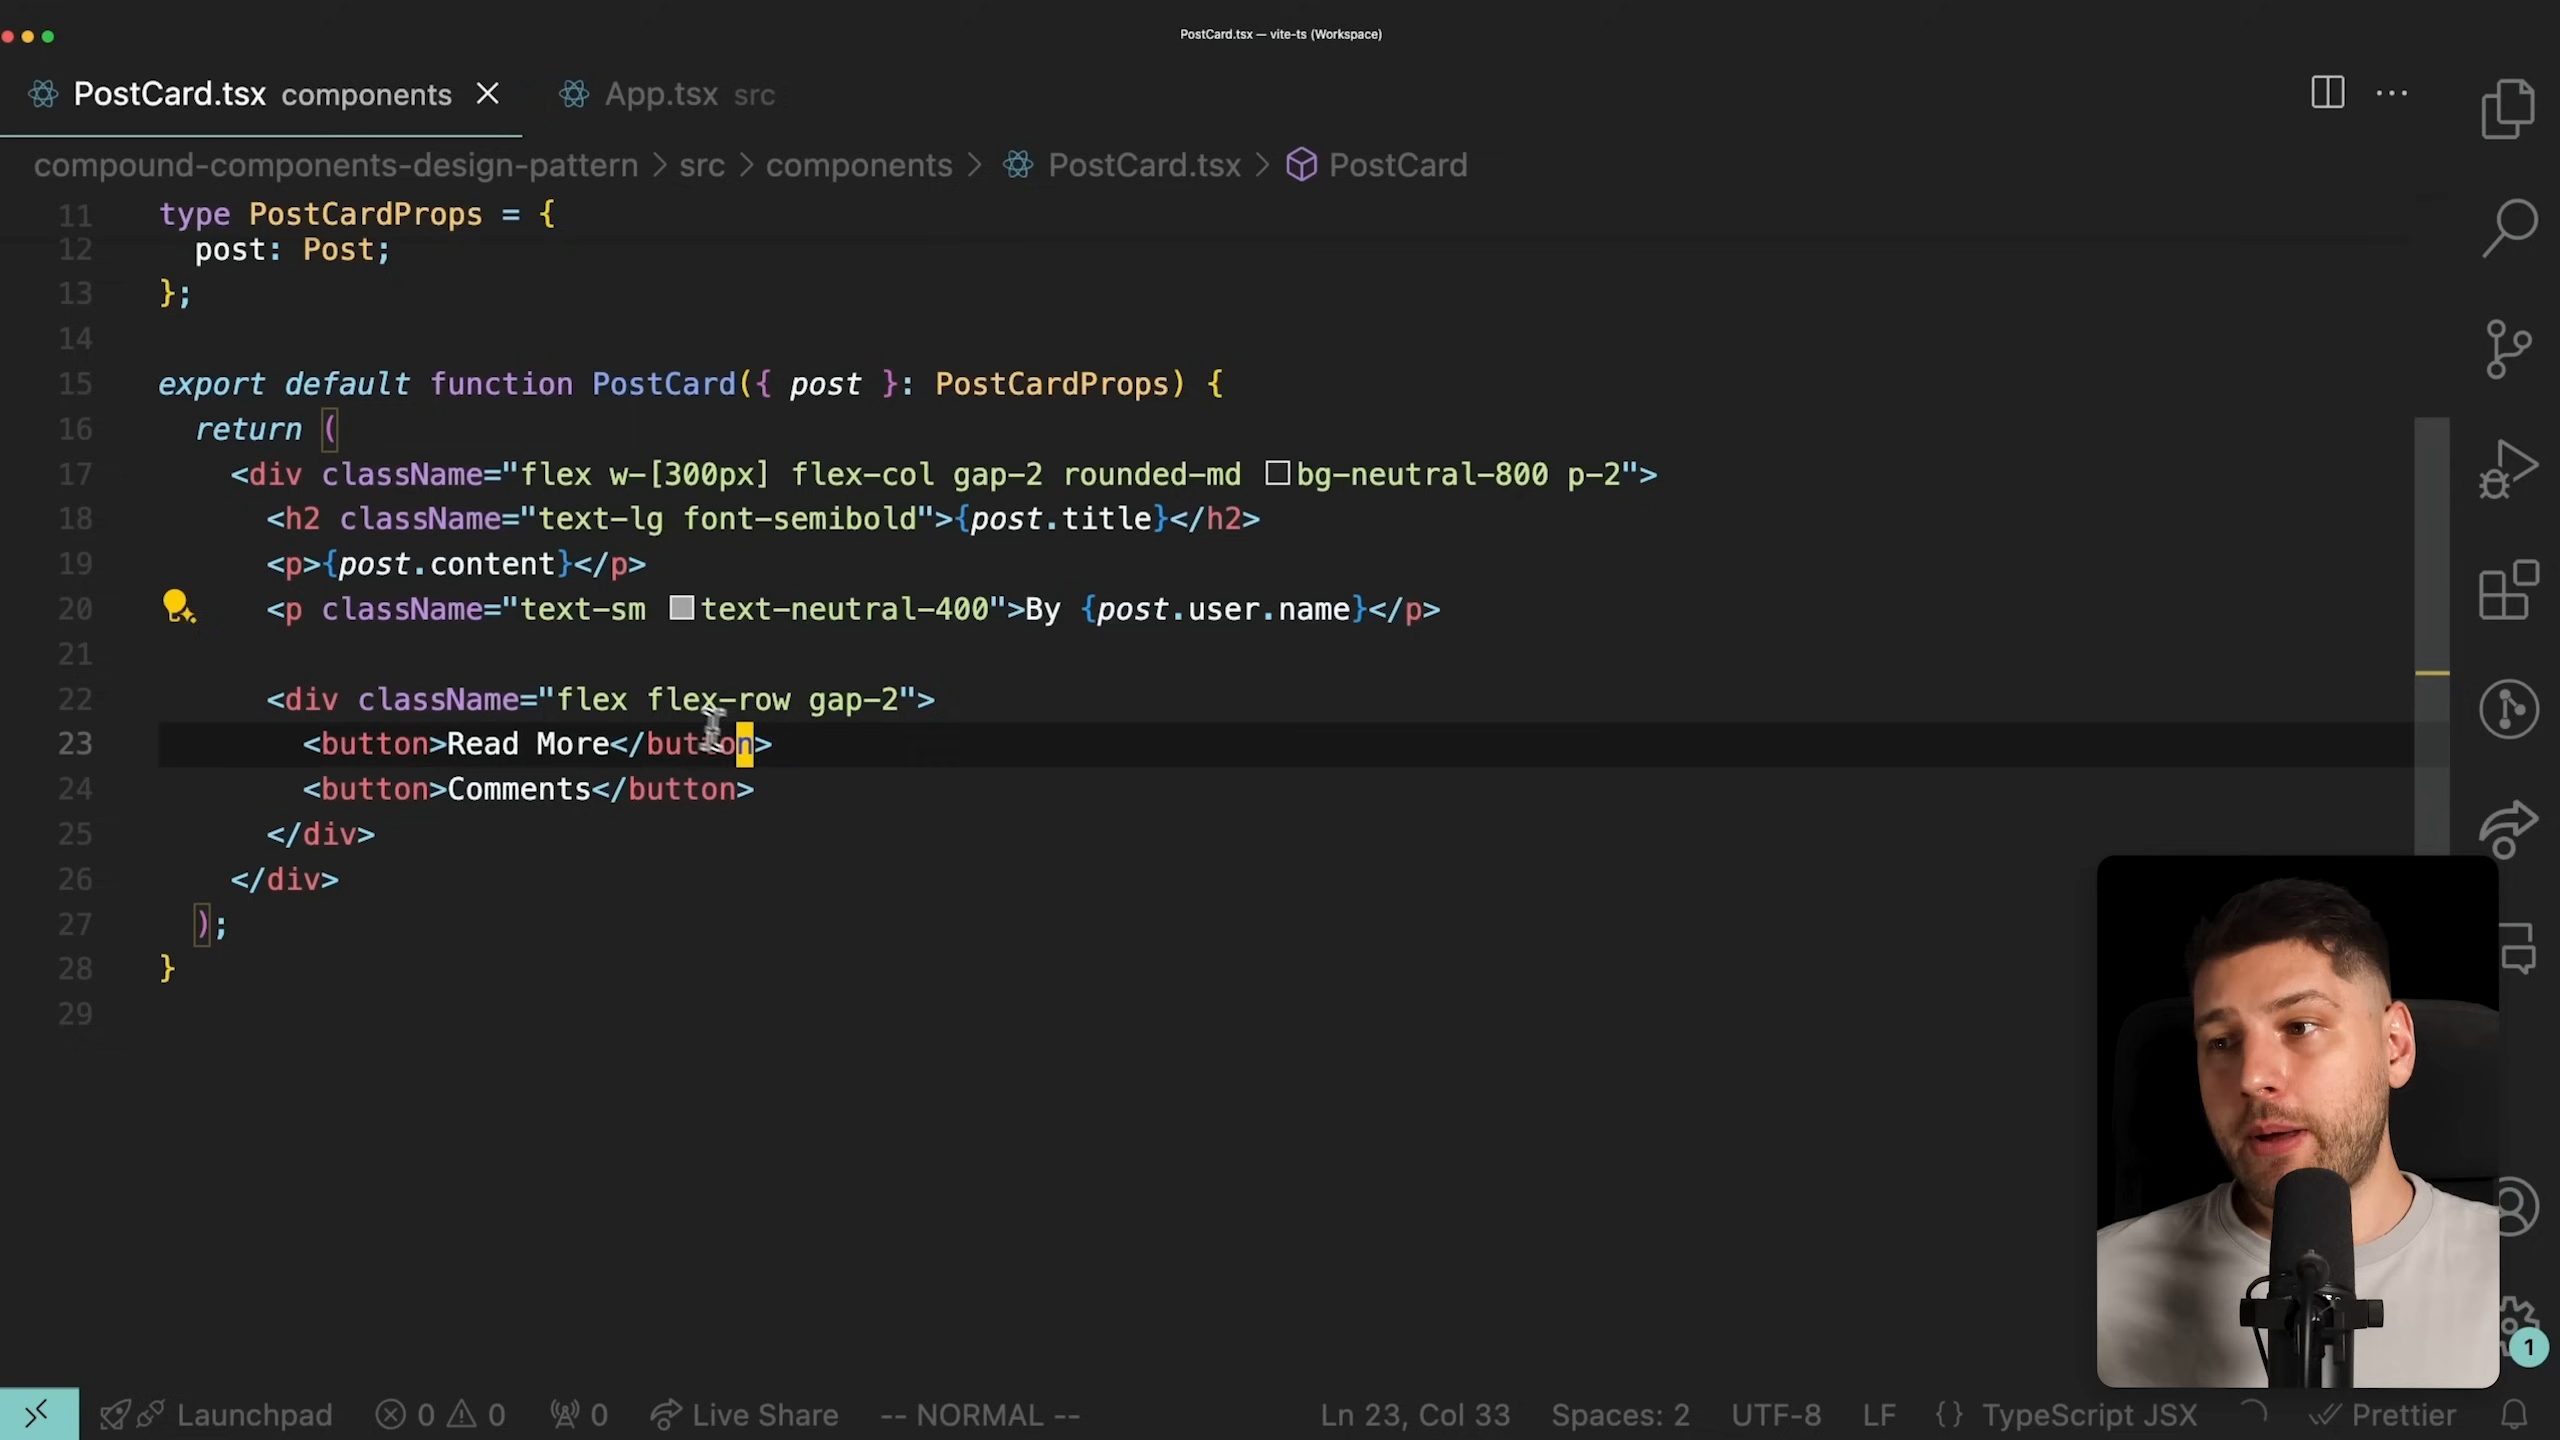 PostCard.tsx — vite-ts (Workspace)
PostCard.tsx components App.tsx src
compound-components-design-pattern > src > components > PostCard.tsx > PostCard
11 type PostCardProps = {
12   post: Post;
13 };
14
15 export default function PostCard({ post }: PostCardProps) {
16   return (
17     <div className="flex w-[300px] flex-col gap-2 rounded-md bg-neutral-800 p-2">
18       <h2 className="text-lg font-semibold">{post.title}</h2>
19       <p>{post.content}</p>
20       <p className="text-sm text-neutral-400">By {post.user.name}</p>
21
22       <div className="flex flex-row gap-2">
23         <button>Read More</button>
24         <button>Comments</button>
25       </div>
26     </div>
27   );
28 }
29
1
Launchpad 0 0 0 Live Share -- NORMAL -- Ln 23, Col 33 Spaces: 2 UTF-8 LF {} TypeScript JSX Prettier